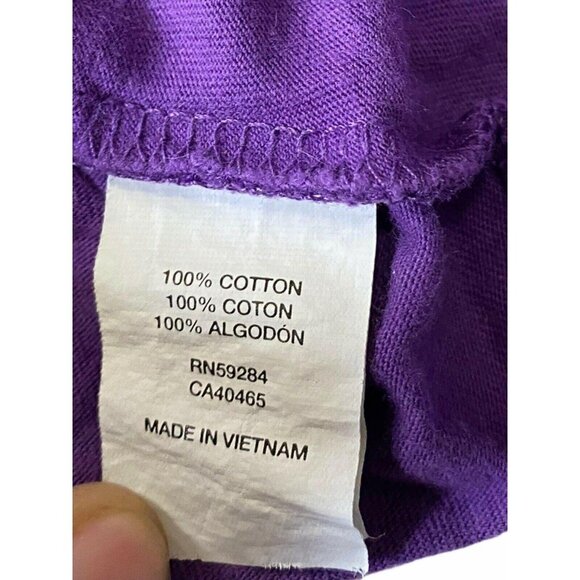 100% COTTON
100% COTON
100% ALGODÓN
RN59284
CA40465
MADE IN VIETNAM